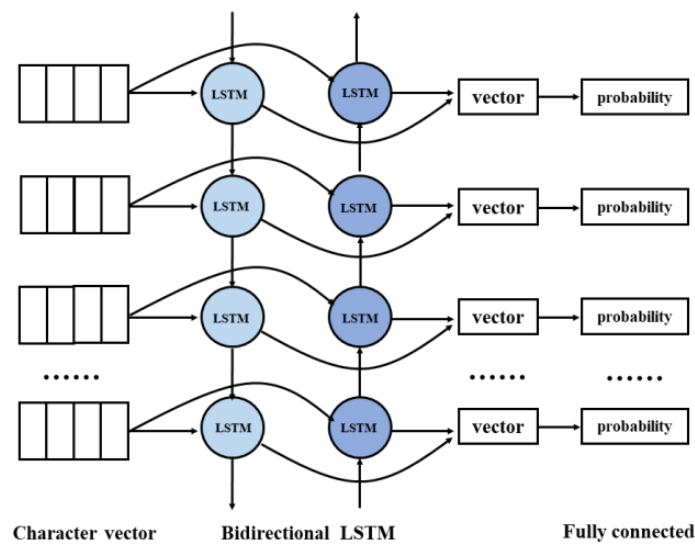 LSTM LSTM vector probability
LSTM LSTM vector probability
LSTM LSTM vector probability
...... ...... ......
LSTM LSTM vector probability
Character vector Bidirectional LSTM Fully connected